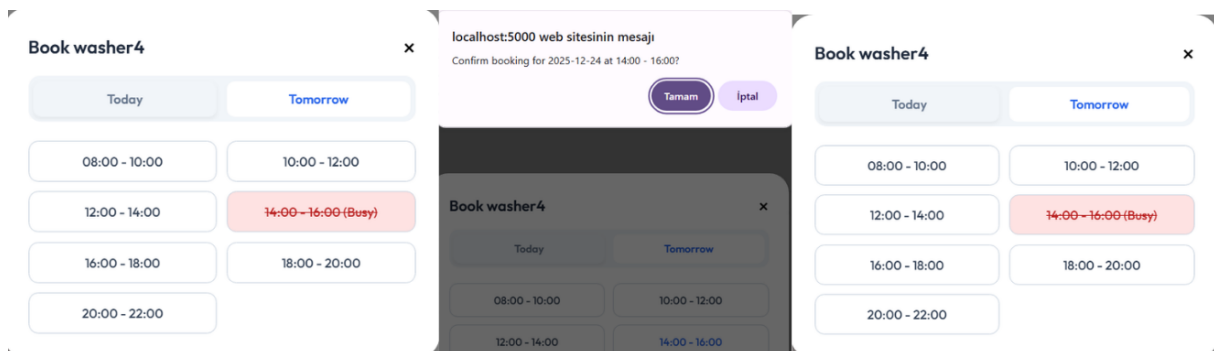 Book washer4 ×
Today Tomorrow
08:00 - 10:00 10:00 - 12:00
12:00 - 14:00 14:00 - 16:00 (Busy)
16:00 - 18:00 18:00 - 20:00
20:00 - 22:00
localhost:5000 web sitesinin mesajı
Confirm booking for 2025-12-24 at 14:00 - 16:00?
Tamam İptal
Book washer4 ×
Today Tomorrow
08:00 - 10:00 10:00 - 12:00
12:00 - 14:00 14:00 - 16:00
Book washer4 ×
Today Tomorrow
08:00 - 10:00 10:00 - 12:00
12:00 - 14:00 14:00 - 16:00 (Busy)
16:00 - 18:00 18:00 - 20:00
20:00 - 22:00